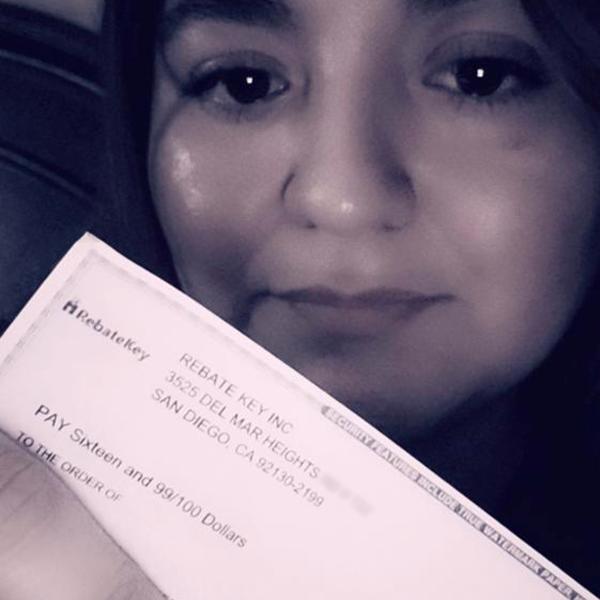 RebateKey
REBATE KEY INC
3525 DEL MAR HEIGHTS
SAN DIEGO, CA 92130-2199
SECURITY FEATURES INCLUDE TRUE WATERMARK PAPER,
PAY Sixteen and 99/100 Dollars
TO THE ORDER OF